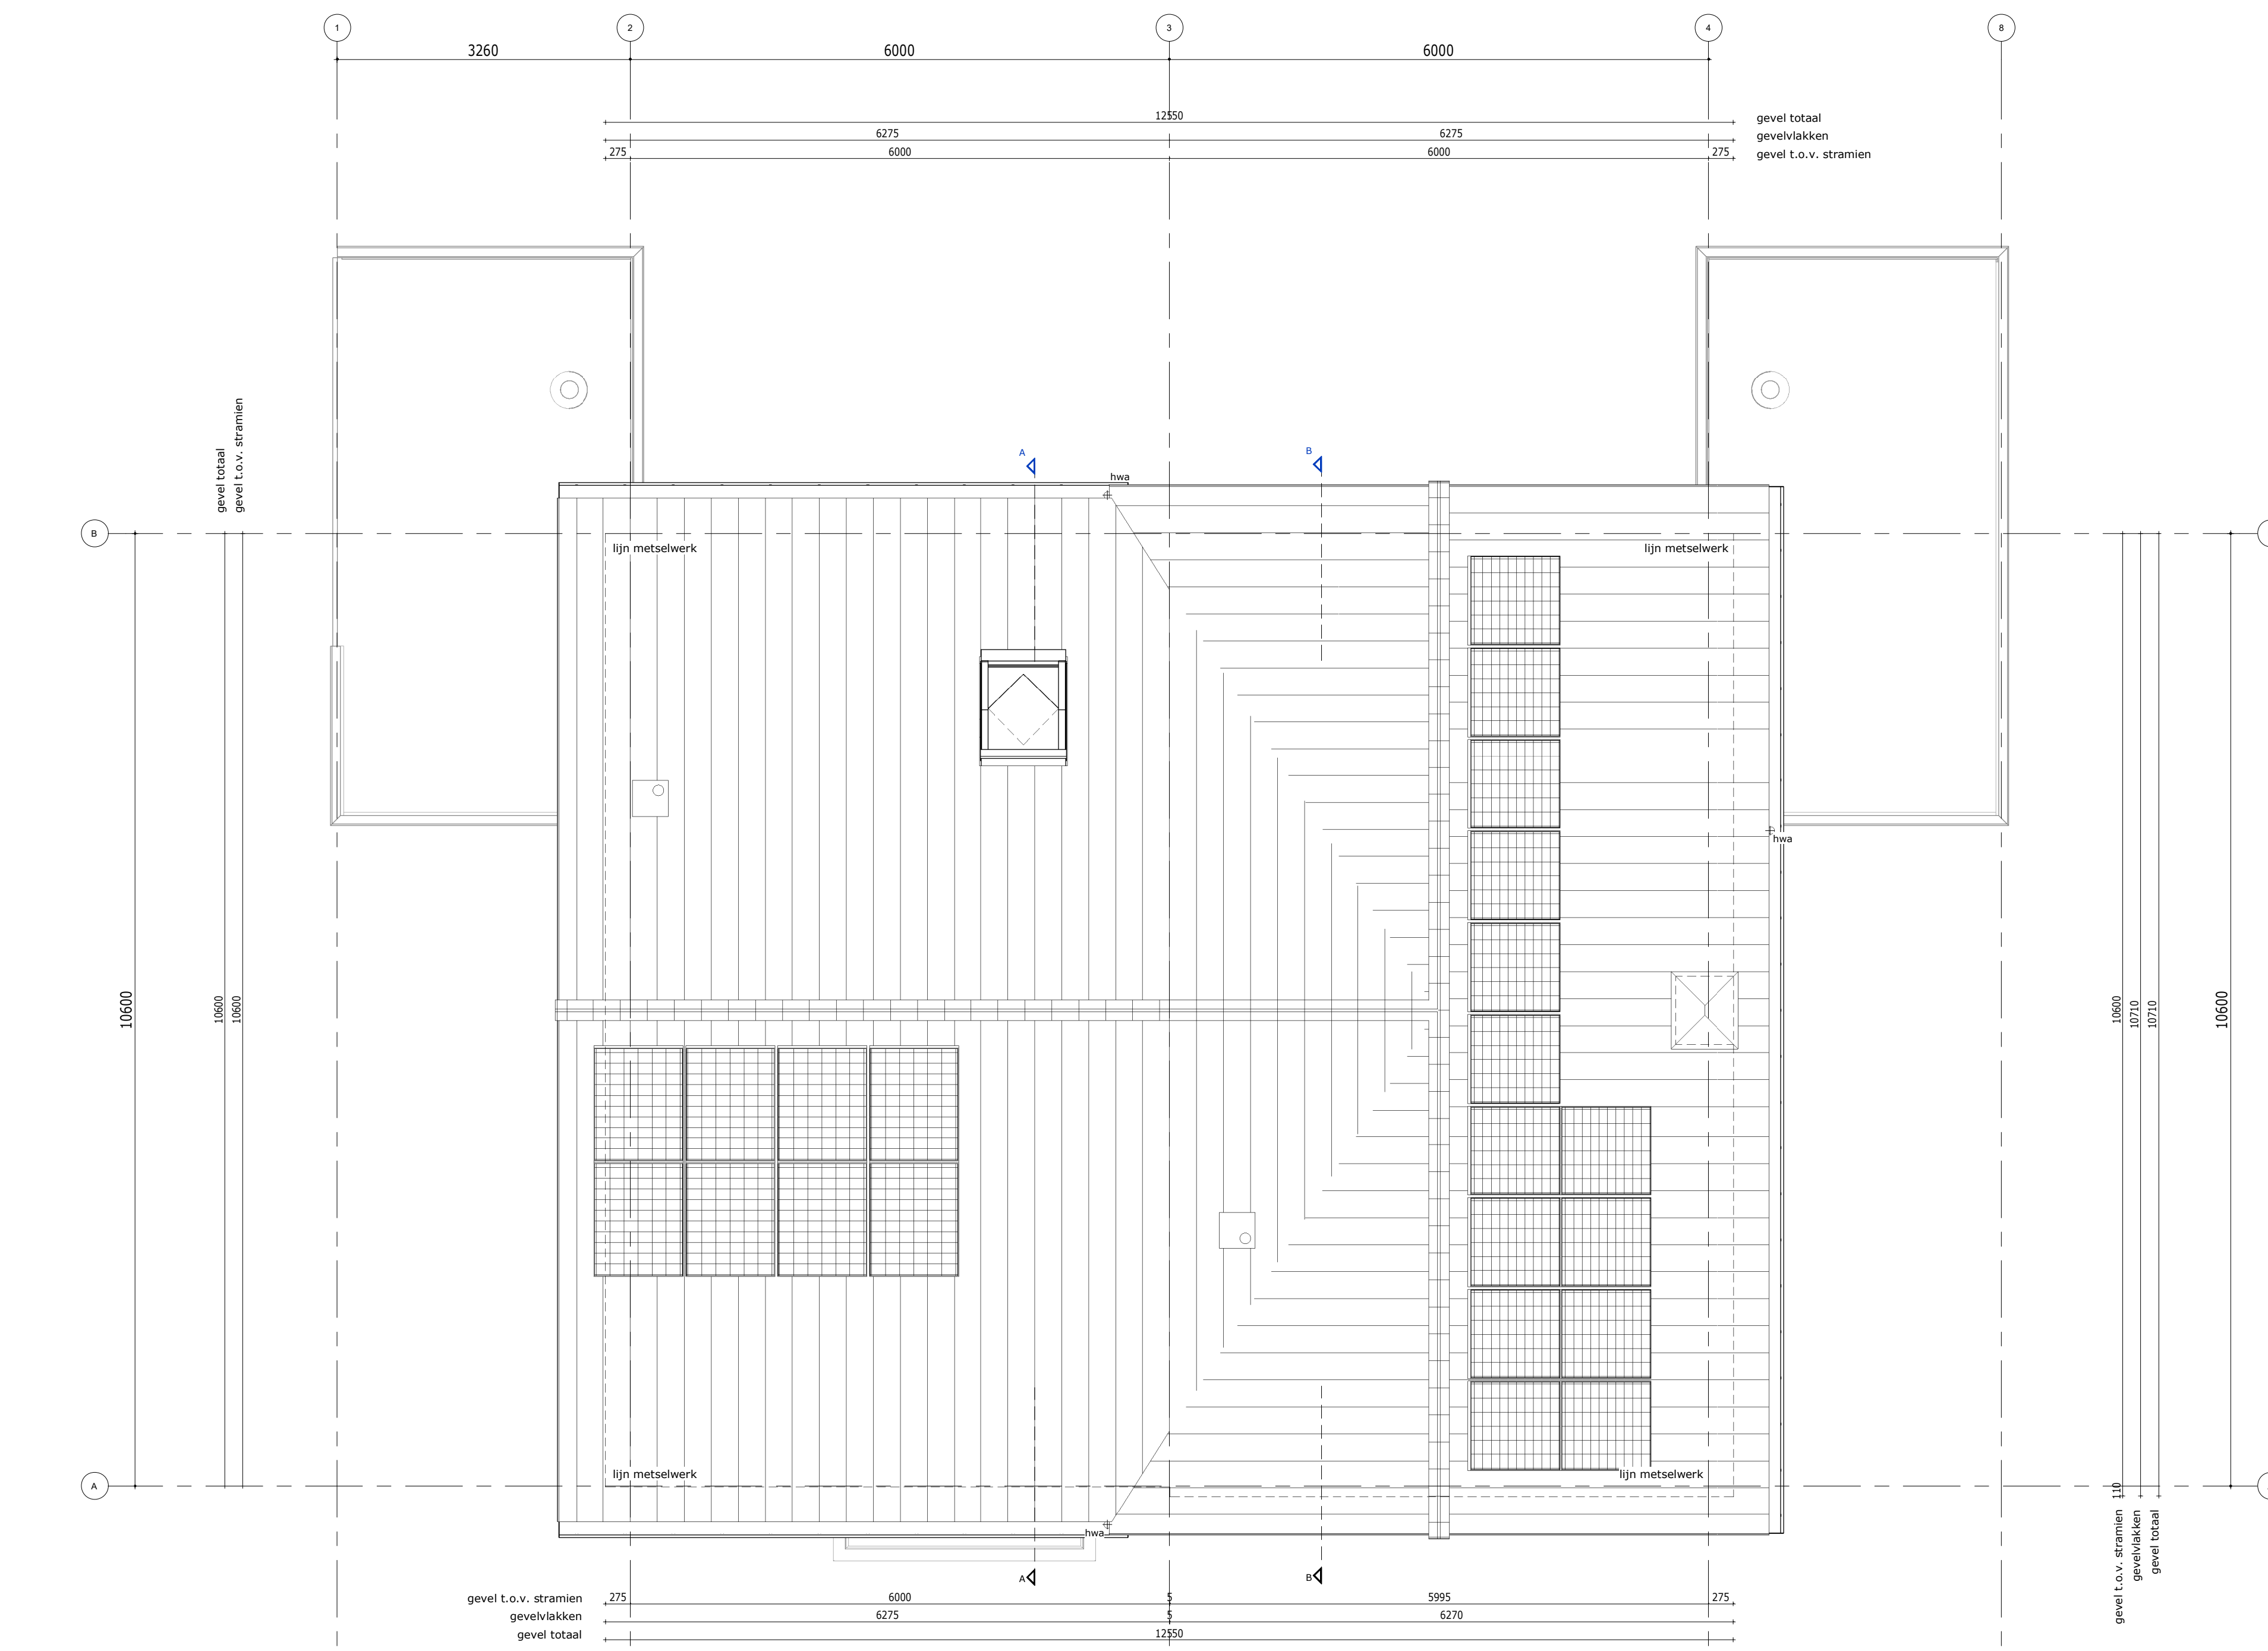 1
2
3
4
8
3260
6000
6000
12550
gevel totaal
6275
6275
gevelvlakken
275
6000
6000
275
gevel t.o.v. stramien
gevel totaal
gevel t.o.v. stramien
A
B
hwa
B
lijn metselwerk
lijn metselwerk
hwa
10600
10600
10600
10600
10710
10710
10600
lijn metselwerk
lijn metselwerk
A
110
hwa
gevel t.o.v. stramien
gevelvlakken
gevel totaal
A
B
gevel t.o.v. stramien
275
6000
5
5995
275
gevelvlakken
6275
5
6270
gevel totaal
12550